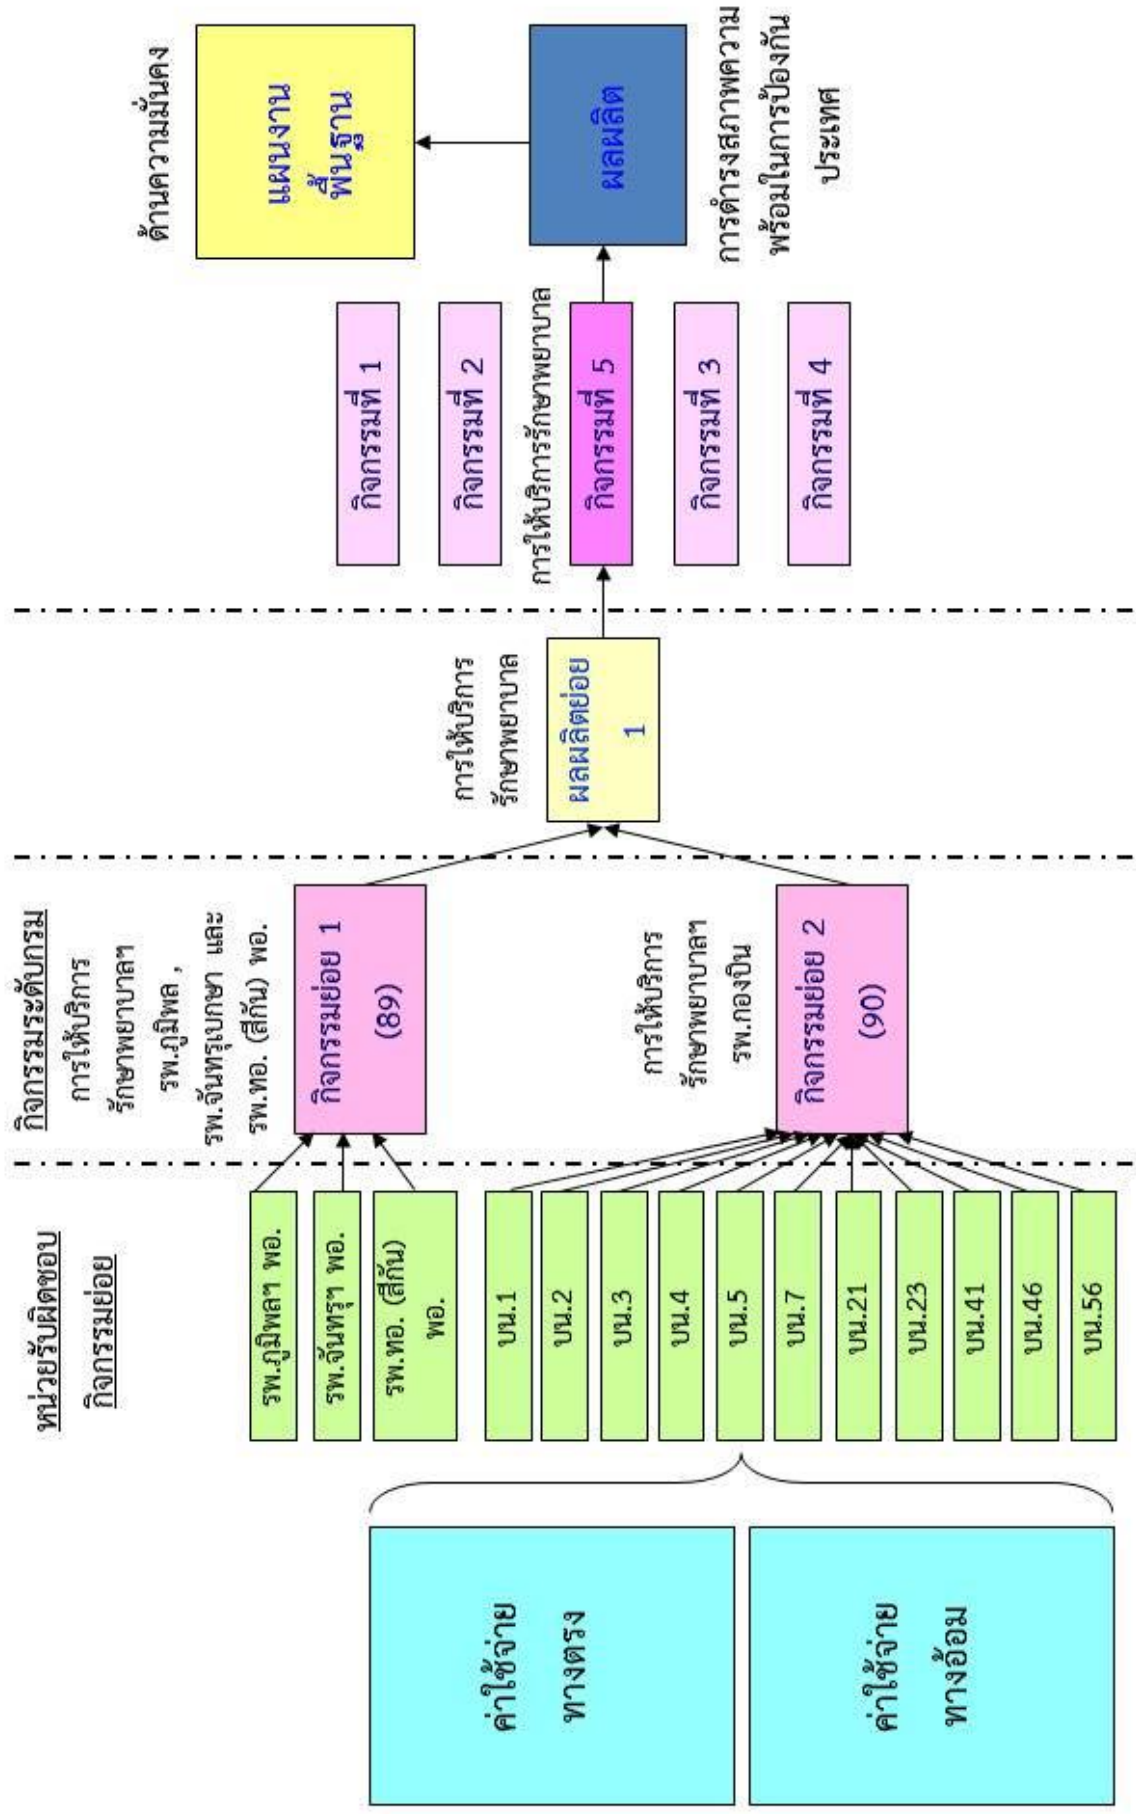 ค่าใช้จ่าย
ทางตรง
ค่าใช้จ่าย
ทางอ้อม
หน่วยรับผิดชอบ
กิจกรรมย่อย
รพ.ภูมิพลฯ พอ.
รพ.จันทรุฯ พอ.
รพ.ทอ. (สีกัน)
พอ.
บน.1
บน.2
บน.3
บน.4
บน.5
บน.7
บน.21
บน.23
บน.41
บน.46
บน.56
กิจกรรมระดับกรม
การให้บริการ
รักษาพยาบาลฯ
รพ.ภูมิพล ,
รพ.จันทรุเบกษา และ
รพ.ทอ. (สีกัน) พอ.
กิจกรรมย่อย 1
(89)
การให้บริการ
รักษาพยาบาลฯ
รพ.กองบิน
กิจกรรมย่อย 2
(90)
การให้บริการ
รักษาพยาบาล
ผลผลิตย่อย
1
กิจกรรมที่ 1
กิจกรรมที่ 2
การให้บริการรักษาพยาบาล
กิจกรรมที่ 5
กิจกรรมที่ 3
กิจกรรมที่ 4
ด้านความมั่นคง
แผนงาน
พื้นฐาน
ผลผลิต
การดำรงสภาพความ
พร้อมในการป้องกัน
ประเทศ